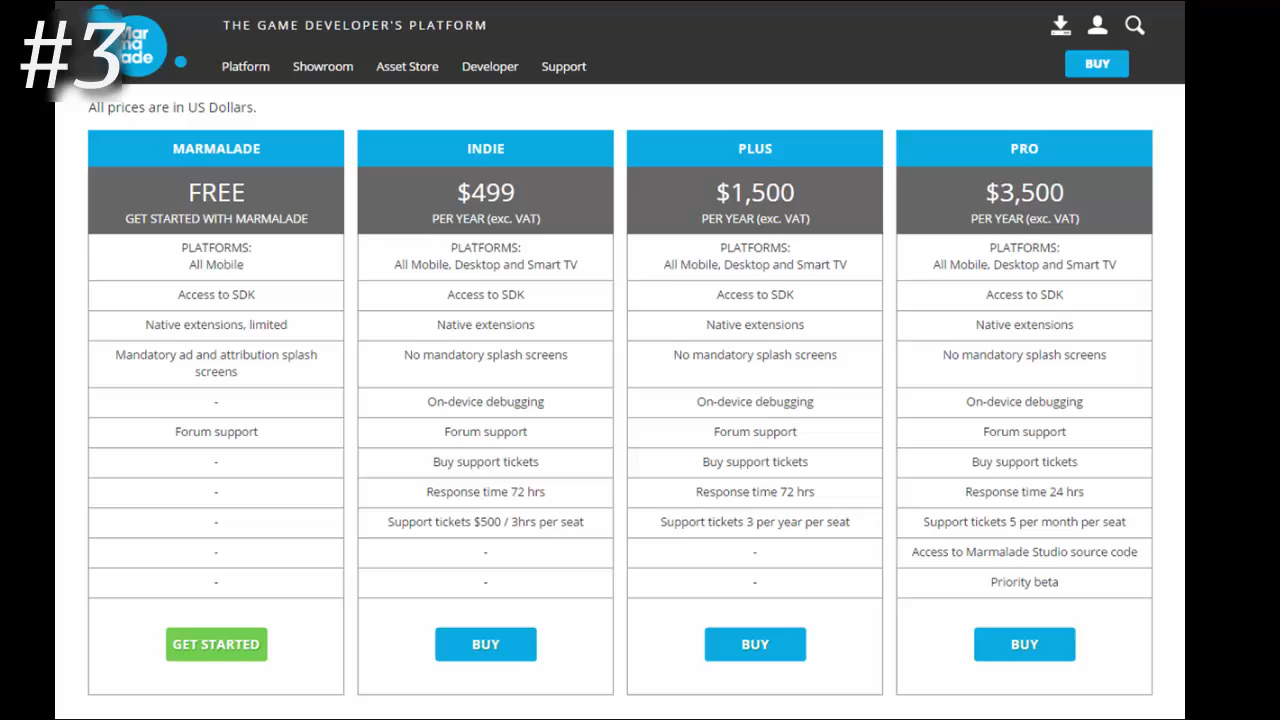 #3
Mar
ma
ade
THE GAME DEVELOPER'S PLATFORM
Platform Showroom Asset Store Developer Support
BUY
All prices are in US Dollars.
MARMALADE
FREE
GET STARTED WITH MARMALADE
PLATFORMS:
All Mobile
Access to SDK
Native extensions, limited
Mandatory ad and attribution splash
screens
-
Forum support
-
-
-
-
-
GET STARTED
INDIE
$499
PER YEAR (exc. VAT)
PLATFORMS:
All Mobile, Desktop and Smart TV
Access to SDK
Native extensions
No mandatory splash screens
On-device debugging
Forum support
Buy support tickets
Response time 72 hrs
Support tickets $500 / 3hrs per seat
-
-
BUY
PLUS
$1,500
PER YEAR (exc. VAT)
PLATFORMS:
All Mobile, Desktop and Smart TV
Access to SDK
Native extensions
No mandatory splash screens
On-device debugging
Forum support
Buy support tickets
Response time 72 hrs
Support tickets 3 per year per seat
-
-
BUY
PRO
$3,500
PER YEAR (exc. VAT)
PLATFORMS:
All Mobile, Desktop and Smart TV
Access to SDK
Native extensions
No mandatory splash screens
On-device debugging
Forum support
Buy support tickets
Response time 24 hrs
Support tickets 5 per month per seat
Access to Marmalade Studio source code
Priority beta
BUY